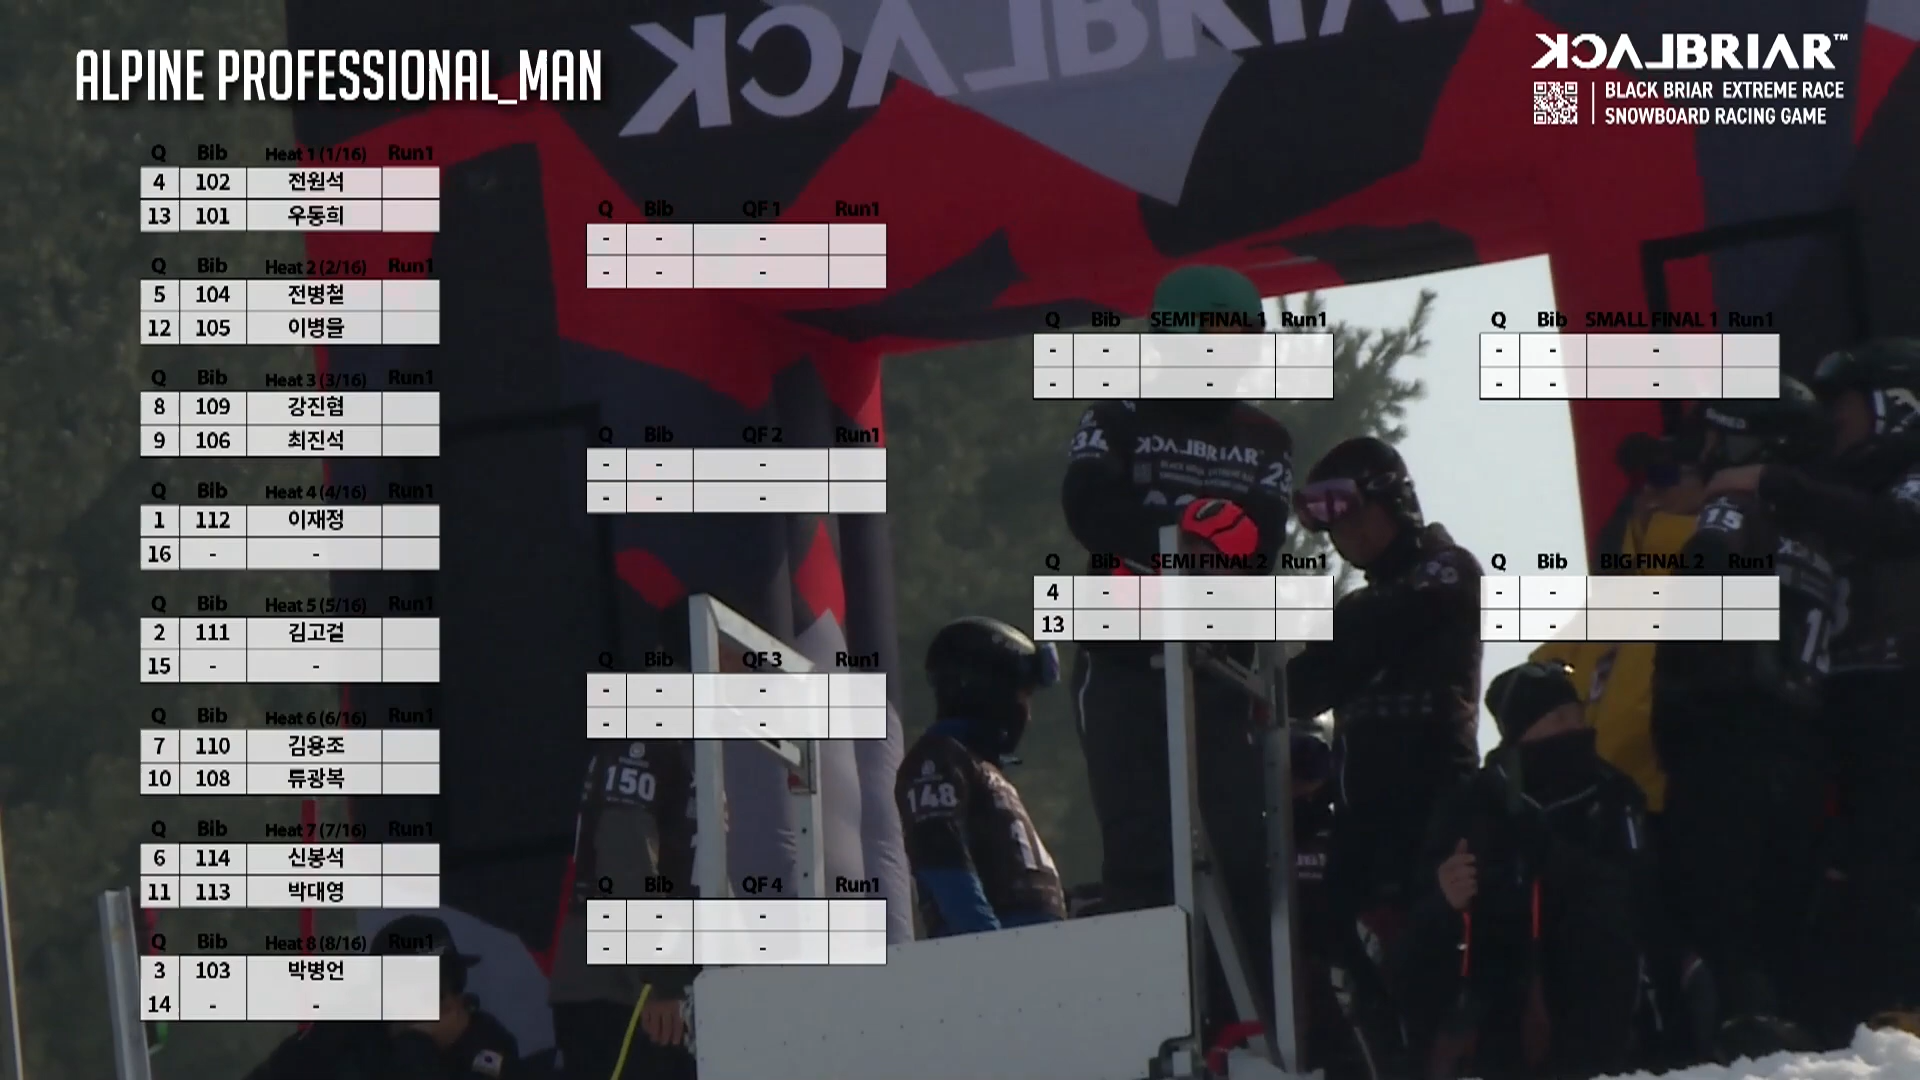 ALPINE PROFESSIONAL_MAN
BLACKBRIAR™
BLACK BRIAR EXTREME RACE
SNOWBOARD RACING GAME
Q Bib Heat 1 (1/16) Run1
4 102 전원석
13 101 우동희
Q Bib Heat 2 (2/16) Run1
5 104 전병철
12 105 이병을
Q Bib Heat 3 (3/16) Run1
8 109 강진협
9 106 최진석
Q Bib Heat 4 (4/16) Run1
1 112 이재정
16 - -
Q Bib Heat 5 (5/16) Run1
2 111 김고걸
15 - -
Q Bib Heat 6 (6/16) Run1
7 110 김용조
10 108 튜광복
Q Bib Heat 7 (7/16) Run1
6 114 신봉석
11 113 박대영
Q Bib Heat 8 (8/16) Run1
3 103 박병언
14 - -
Q Bib QF 1 Run1
- - -
- - -
Q Bib QF 2 Run1
- - -
- - -
Q Bib QF 3 Run1
- - -
- - -
Q Bib QF 4 Run1
- - -
- - -
Q Bib SEMI FINAL 1 Run1
- - -
- - -
Q Bib SEMI FINAL 2 Run1
4 - -
13 - -
Q Bib SMALL FINAL 1 Run1
- - -
- - -
Q Bib BIG FINAL 2 Run1
- - -
- - -
BLACKBRIAR
150
148
15